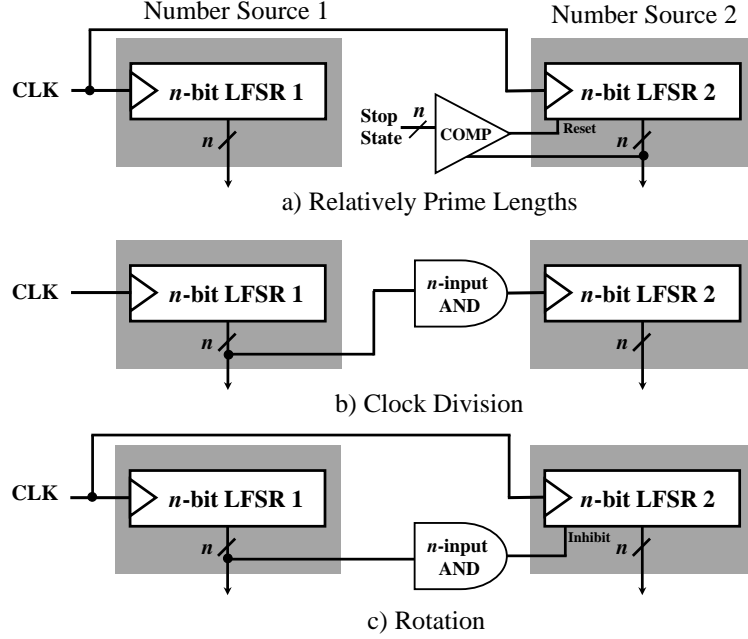 Number Source 1
Number Source 2
CLK
n-bit LFSR 1
n-bit LFSR 2
n
Stop
State
n
COMP
Reset
n
a) Relatively Prime Lengths
CLK
n-bit LFSR 1
n-input
AND
n-bit LFSR 2
n
n
b) Clock Division
CLK
n-bit LFSR 1
n-bit LFSR 2
n
n-input
AND
Inhibit
n
c) Rotation